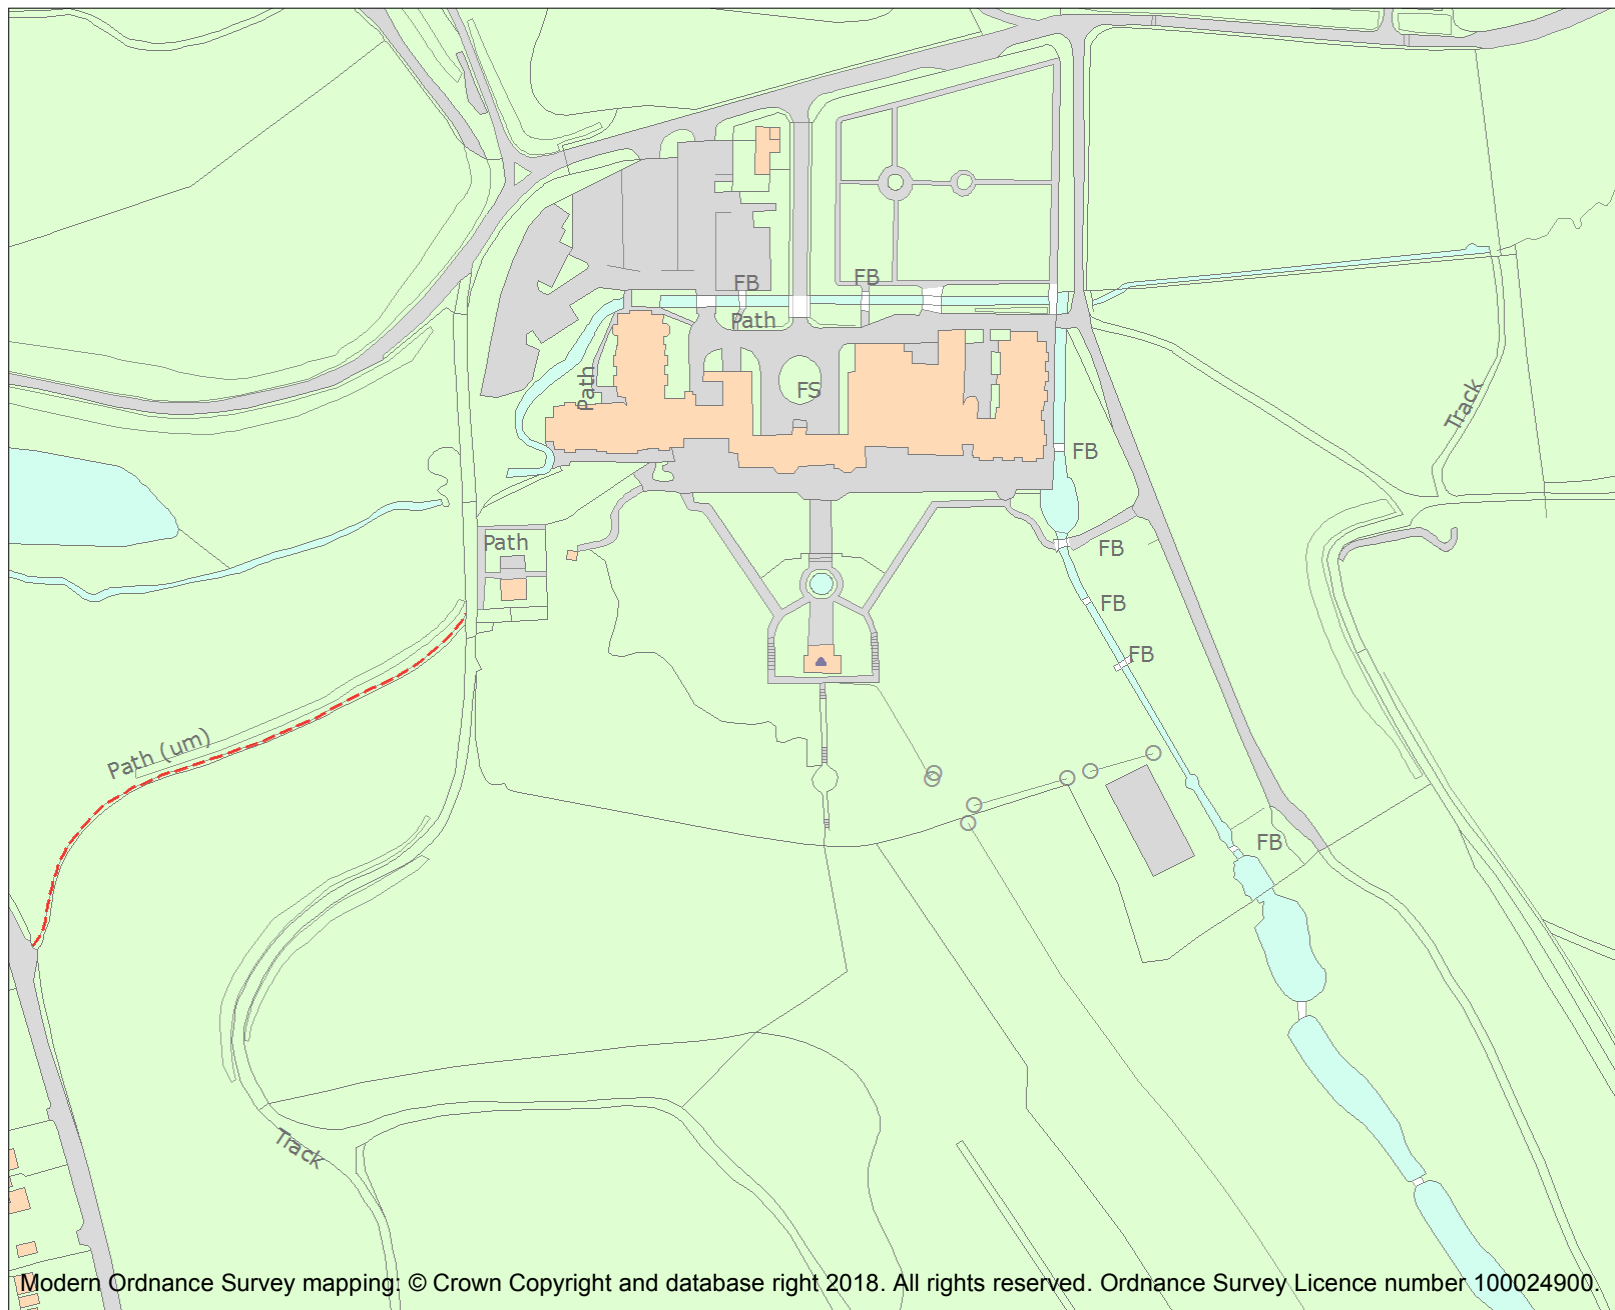 FB
FB
Path
Path
FS
Track
FB
Path
FB
FB
FB
Path (um)
FB
Track
Modern Ordnance Survey mapping: © Crown Copyright and database right 2018. All rights reserved. Ordnance Survey Licence number 100024900.